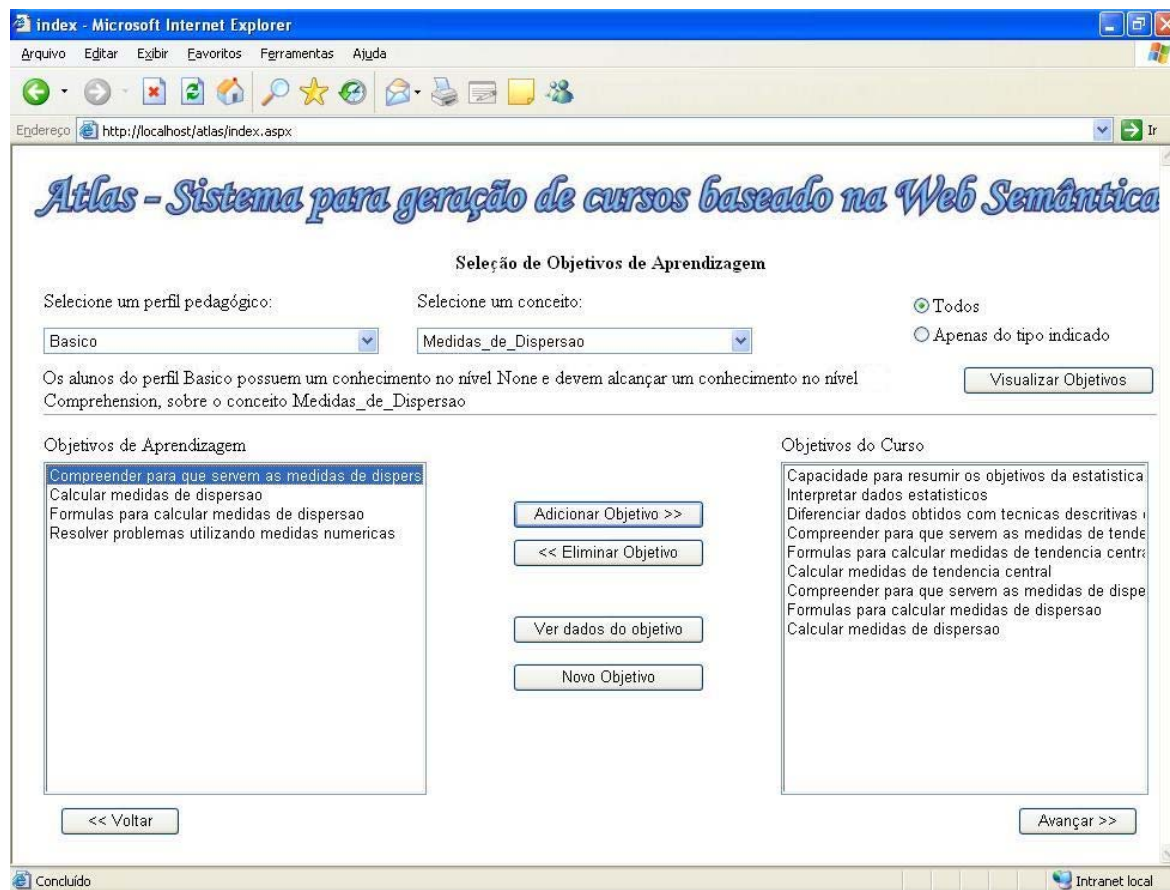 index - Microsoft Internet Explorer
Arquivo Editar Exibir Favoritos Ferramentas Ajuda
Endereço http://localhost/atlas/index.aspx Ir
Atlas - Sistema para geração de cursos baseado na Web Semântica
Seleção de Objetivos de Aprendizagem
Selecione um perfil pedagógico: Selecione um conceito:
Todos
Basico Medidas_de_Dispersao
Apenas do tipo indicado
Os alunos do perfil Basico possuem um conhecimento no nível None e devem alcançar um conhecimento no nível
Comprehension, sobre o conceito Medidas_de_Dispersao
Visualizar Objetivos
Objetivos de Aprendizagem
Compreender para que servem as medidas de dispers
Calcular medidas de dispersao
Formulas para calcular medidas de dispersao
Resolver problemas utilizando medidas numericas
Adicionar Objetivo >>
<< Eliminar Objetivo
Ver dados do objetivo
Novo Objetivo
Objetivos do Curso
Capacidade para resumir os objetivos da estatistica
Interpretar dados estatisticos
Diferenciar dados obtidos com tecnicas descritivas
Compreender para que servem as medidas de tende
Formulas para calcular medidas de tendencia centra
Calcular medidas de tendencia central
Compreender para que servem as medidas de dispe
Formulas para calcular medidas de dispersao
Calcular medidas de dispersao
<< Voltar
Avançar >>
Concluído
Intranet local